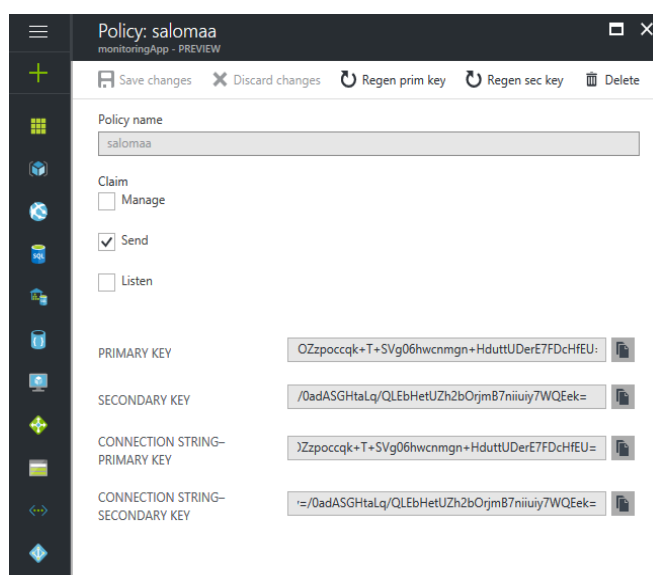 Policy: salomaa
monitoringApp - PREVIEW
Save changes Discard changes Regen prim key Regen sec key Delete
Policy name
salomaa
Claim
Manage
Send
Listen
PRIMARY KEY OZzpoccqk+T+SVg06hwcnmgn+HduttUDerE7FDcHfEU=
SECONDARY KEY /0adASGHtaLq/QLEbHetUZh2bOrjmB7niiuiy7WQEek=
CONNECTION STRING–
PRIMARY KEY
OZzpoccqk+T+SVg06hwcnmgn+HduttUDerE7FDcHfEU=
CONNECTION STRING–
SECONDARY KEY
=/0adASGHtaLq/QLEbHetUZh2bOrjmB7niiuiy7WQEek=